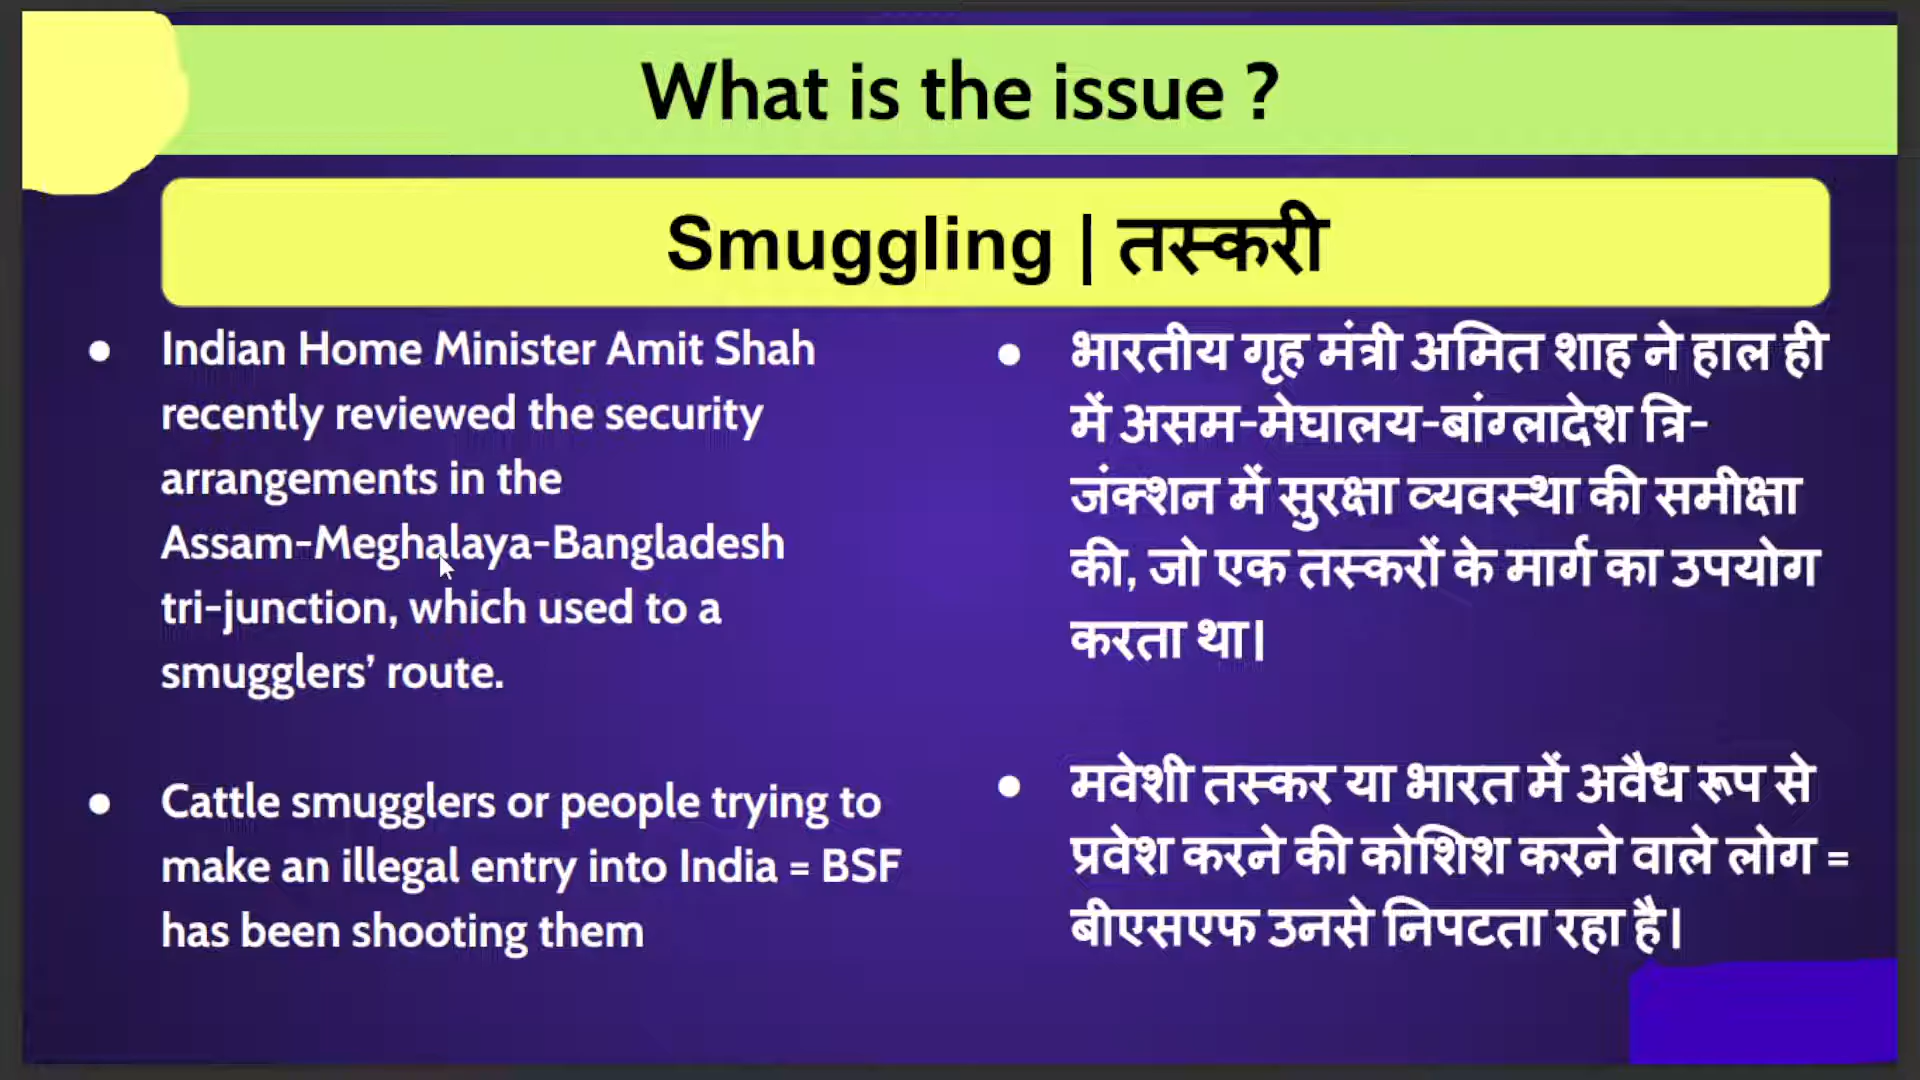 What is the issue ?
Smuggling | तस्करी
● Indian Home Minister Amit Shah
recently reviewed the security
arrangements in the
Assam-Meghalaya-Bangladesh
tri-junction, which used to a
smugglers’ route.
● Cattle smugglers or people trying to
make an illegal entry into India = BSF
has been shooting them
● भारतीय गृह मंत्री अमित शाह ने हाल ही
में असम-मेघालय-बांग्लादेश त्रि-
जंक्शन में सुरक्षा व्यवस्था की समीक्षा
की, जो एक तस्करों के मार्ग का उपयोग
करता था।
● मवेशी तस्कर या भारत में अवैध रूप से
प्रवेश करने की कोशिश करने वाले लोग =
बीएसएफ उनसे निपटता रहा है।